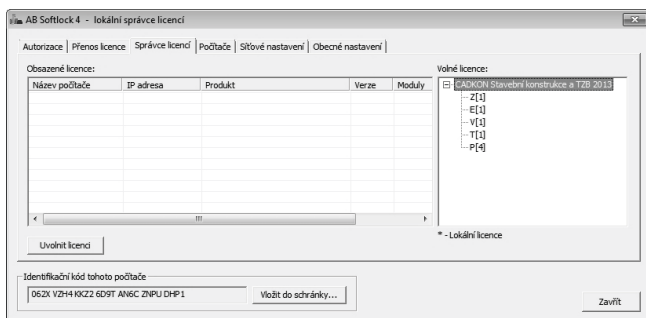 AB Softlock 4 - lokální správce licencí
Autorizace Přenos licence Správce licencí Počítače Síťové nastavení Obecné nastavení
Obsazené licence:
Volné licence:
Název počítače IP adresa Produkt Verze Moduly
CADKON Stavební konstrukce a TZB 2013
Z[1]
E[1]
V[1]
T[1]
P[4]
* - Lokální licence
Uvolnit licenci
Identifikační kód tohoto počítače
062X VZH4 KKZ2 6D9T AN6C ZNPU DHP1
Vložit do schránky...
Zavřít